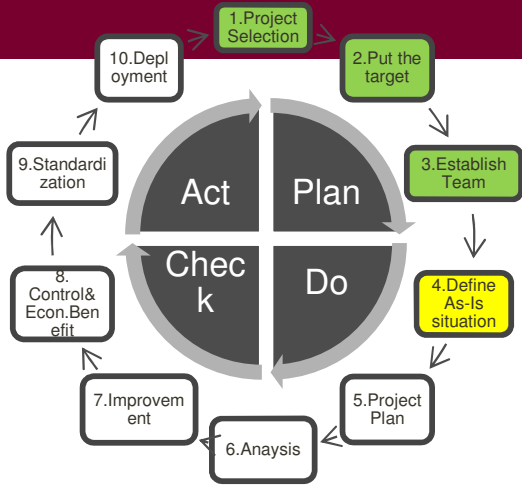 1.Project
Selection
2.Put the
target
3.Establish
Team
4.Define
As-Is
situation
5.Project
Plan
6.Anaysis
7.Improvem
ent
8.
Control&
Econ.Ben
efit
9.Standardi
zation
10.Depl
oyment
Act
Plan
Chec
k
Do